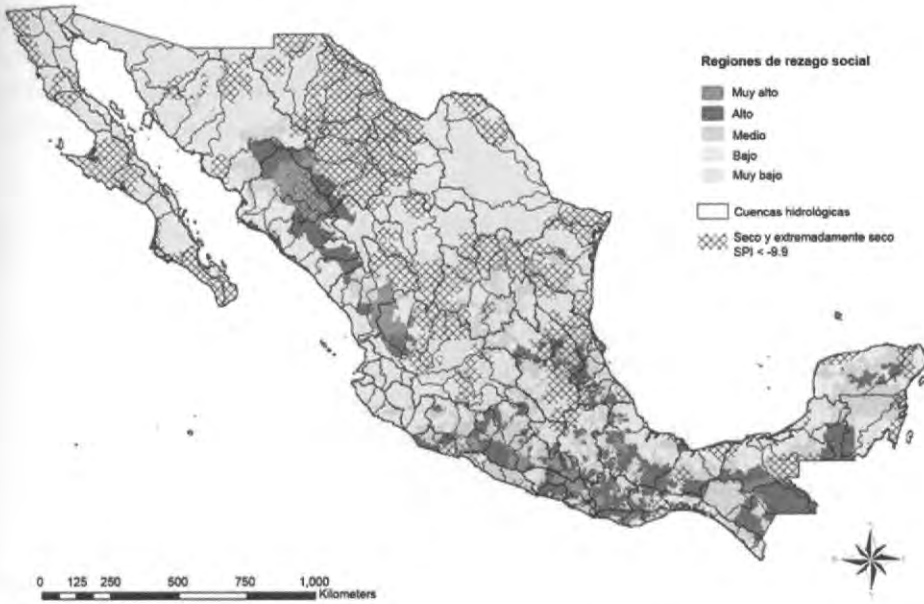 Regiones de rezago social
Muy alto
Alto
Medio
Bajo
Muy bajo
Cuencas hidrológicas
Seco y extremadamente seco
SPI < -9.9
0 125 250 500 750 1,000
Kilometers